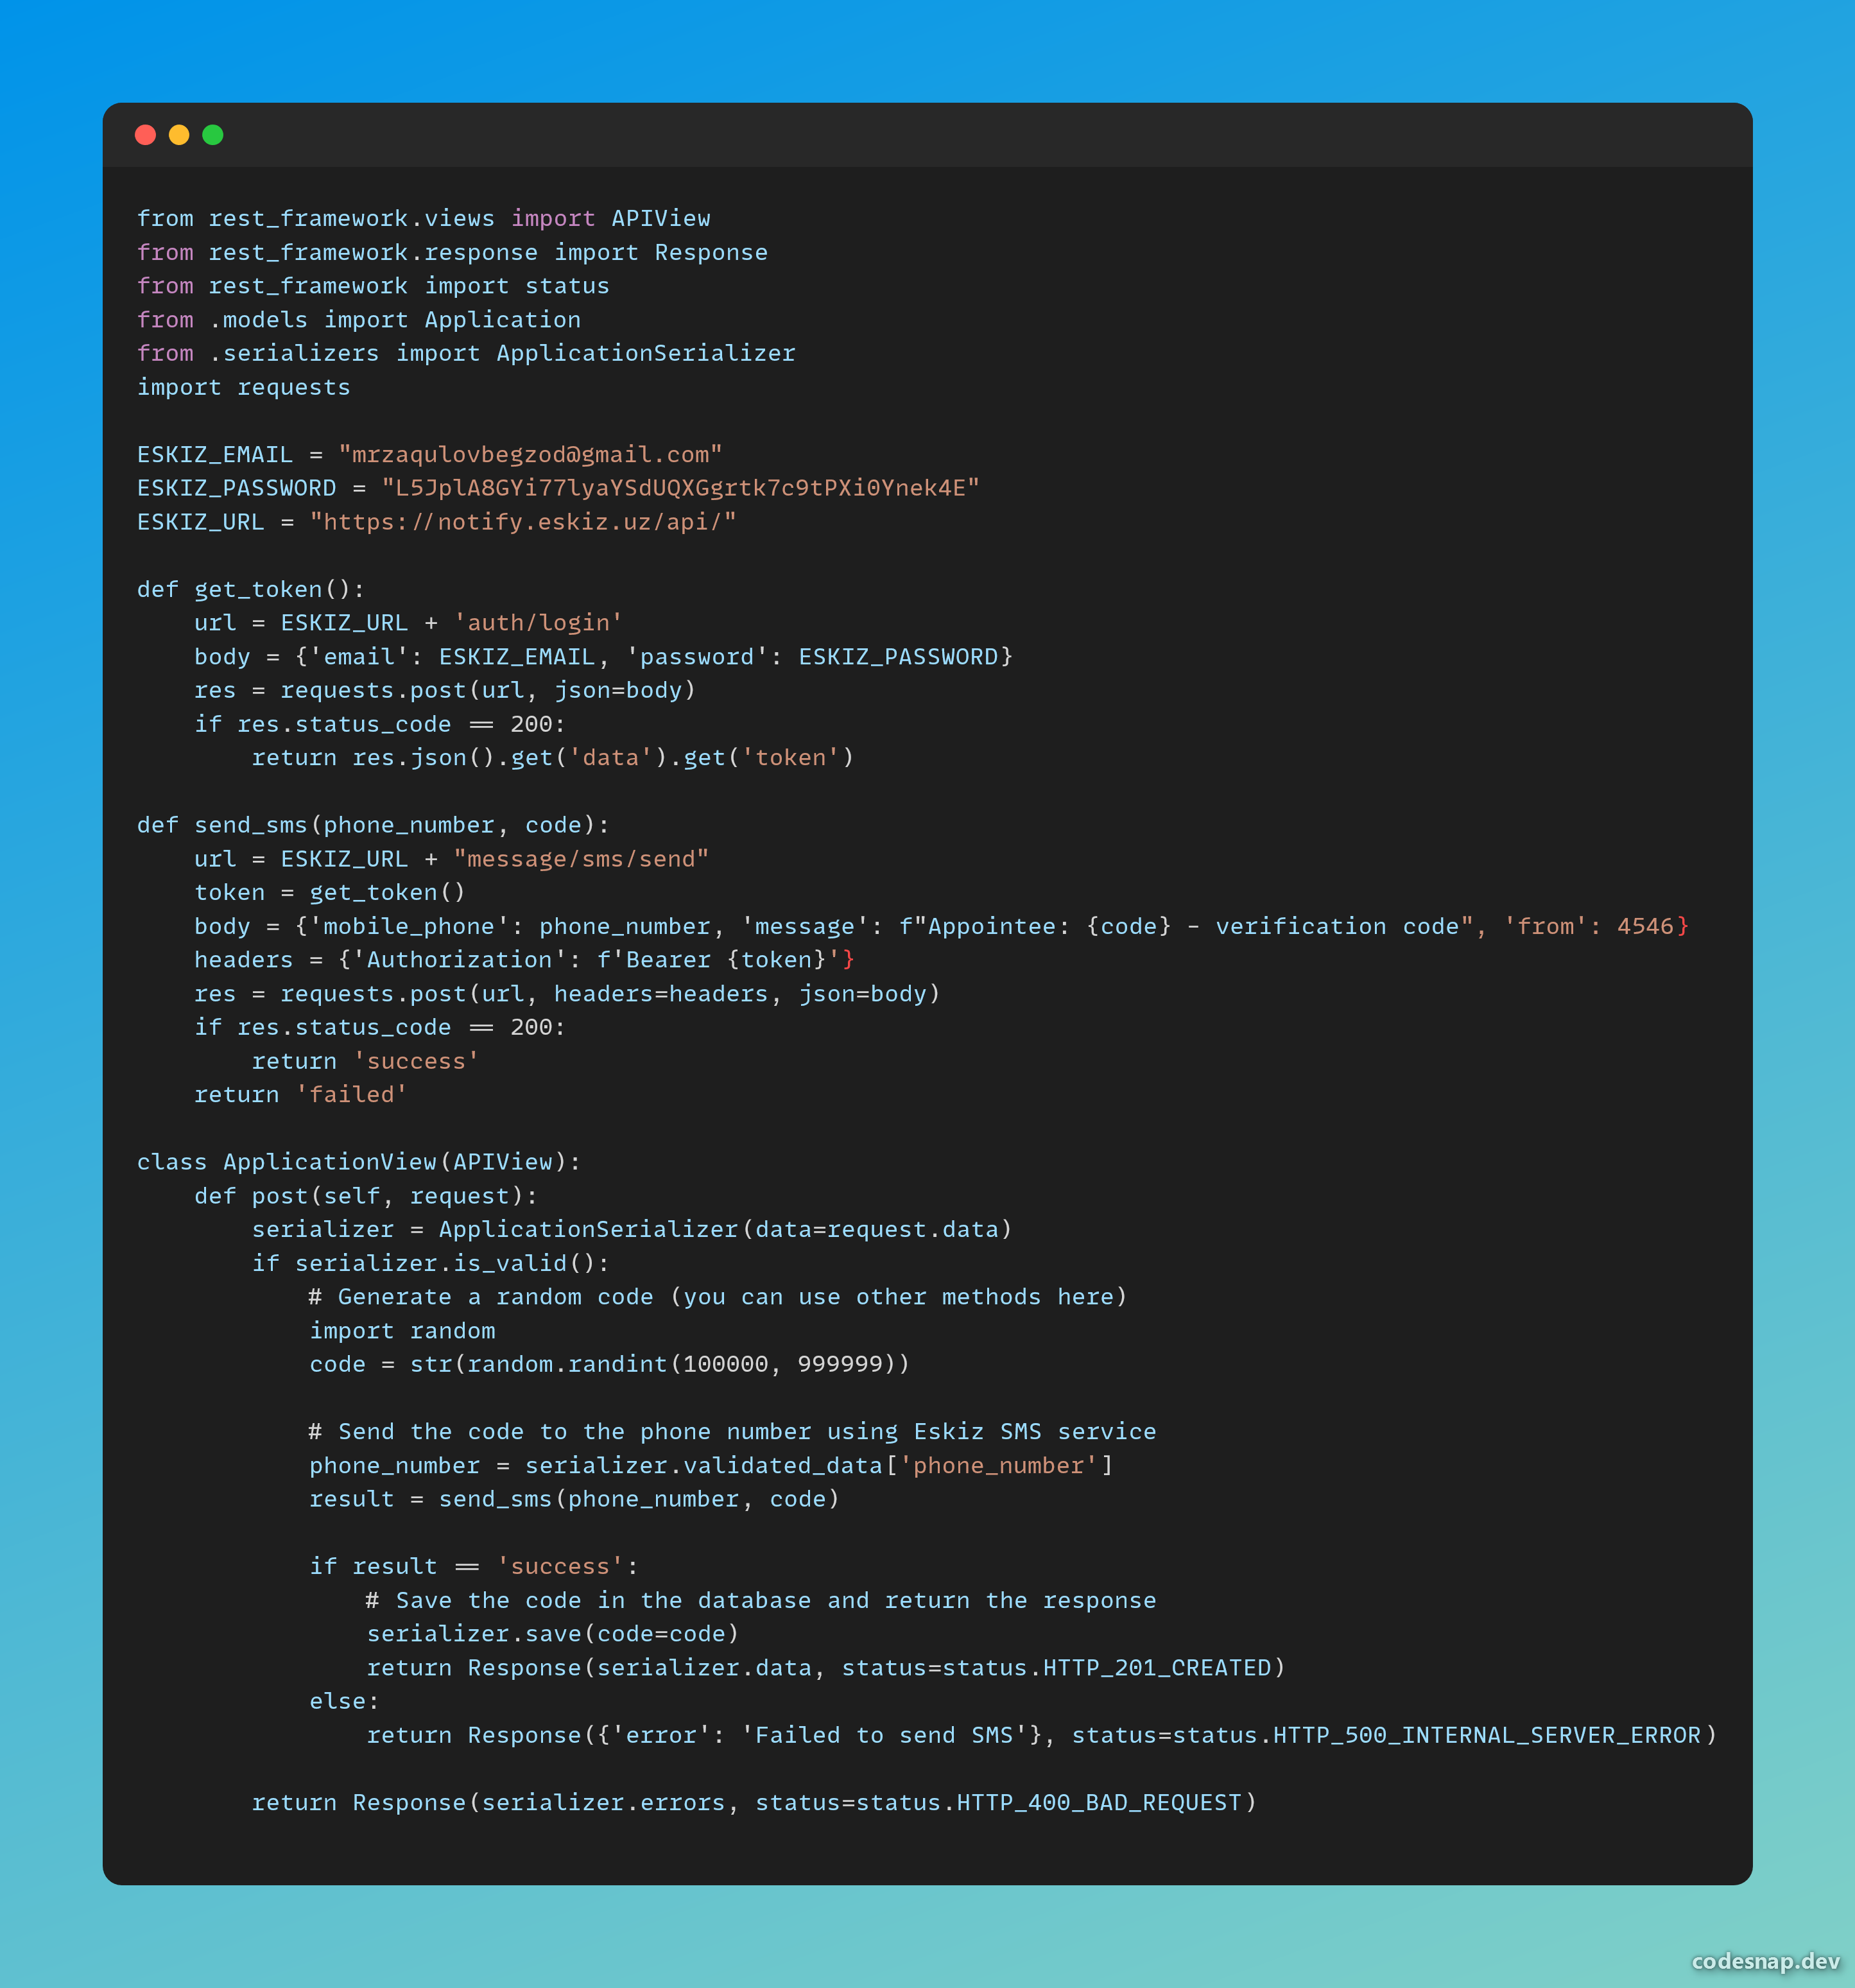 from rest_framework.views import APIView
from rest_framework.response import Response
from rest_framework import status
from .models import Application
from .serializers import ApplicationSerializer
import requests

ESKIZ_EMAIL = "mrzaqulovbegzod@gmail.com"
ESKIZ_PASSWORD = "L5JplA8GYi77lyaYSdUQXGgrtk7c9tPXi0Ynek4E"
ESKIZ_URL = "https://notify.eskiz.uz/api/"

def get_token():
    url = ESKIZ_URL + 'auth/login'
    body = {'email': ESKIZ_EMAIL, 'password': ESKIZ_PASSWORD}
    res = requests.post(url, json=body)
    if res.status_code == 200:
        return res.json().get('data').get('token')

def send_sms(phone_number, code):
    url = ESKIZ_URL + "message/sms/send"
    token = get_token()
    body = {'mobile_phone': phone_number, 'message': f"Appointee: {code} - verification code", 'from': 4546}
    headers = {'Authorization': f'Bearer {token}'}
    res = requests.post(url, headers=headers, json=body)
    if res.status_code == 200:
        return 'success'
    return 'failed'

class ApplicationView(APIView):
    def post(self, request):
        serializer = ApplicationSerializer(data=request.data)
        if serializer.is_valid():
            # Generate a random code (you can use other methods here)
            import random
            code = str(random.randint(100000, 999999))

            # Send the code to the phone number using Eskiz SMS service
            phone_number = serializer.validated_data['phone_number']
            result = send_sms(phone_number, code)

            if result == 'success':
                # Save the code in the database and return the response
                serializer.save(code=code)
                return Response(serializer.data, status=status.HTTP_201_CREATED)
            else:
                return Response({'error': 'Failed to send SMS'}, status=status.HTTP_500_INTERNAL_SERVER_ERROR)

        return Response(serializer.errors, status=status.HTTP_400_BAD_REQUEST)
codesnap.dev